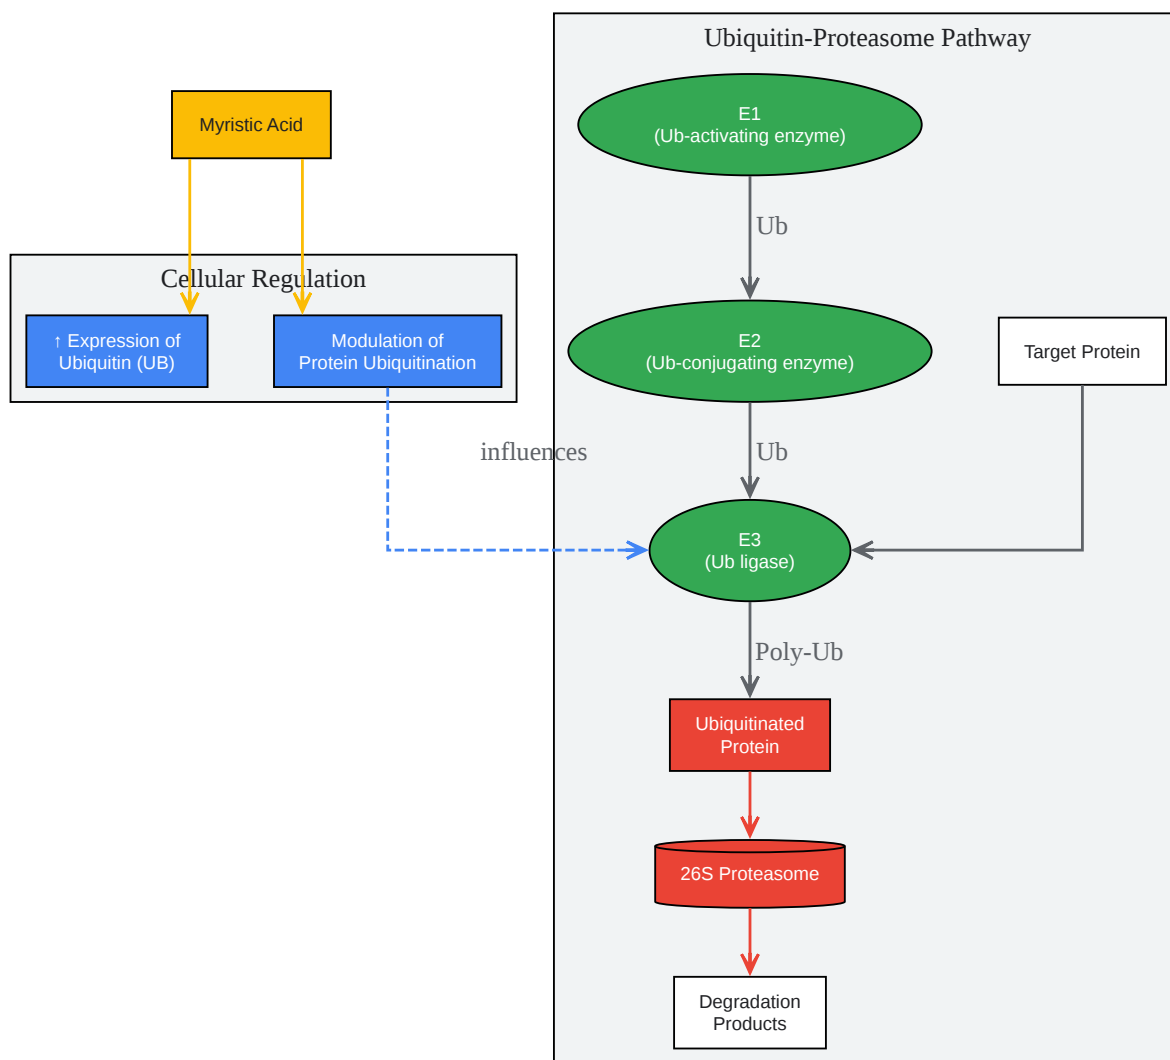 Ubiquitin-Proteasome Pathway
E1
(Ub-activating enzyme)
Myristic Acid
Ub
Cellular Regulation
↑ Expression of
Ubiquitin (UB)
Modulation of
Protein Ubiquitination
E2
(Ub-conjugating enzyme)
Target Protein
influences
Ub
E3
(Ub ligase)
Poly-Ub
Ubiquitinated
Protein
26S Proteasome
Degradation
Products